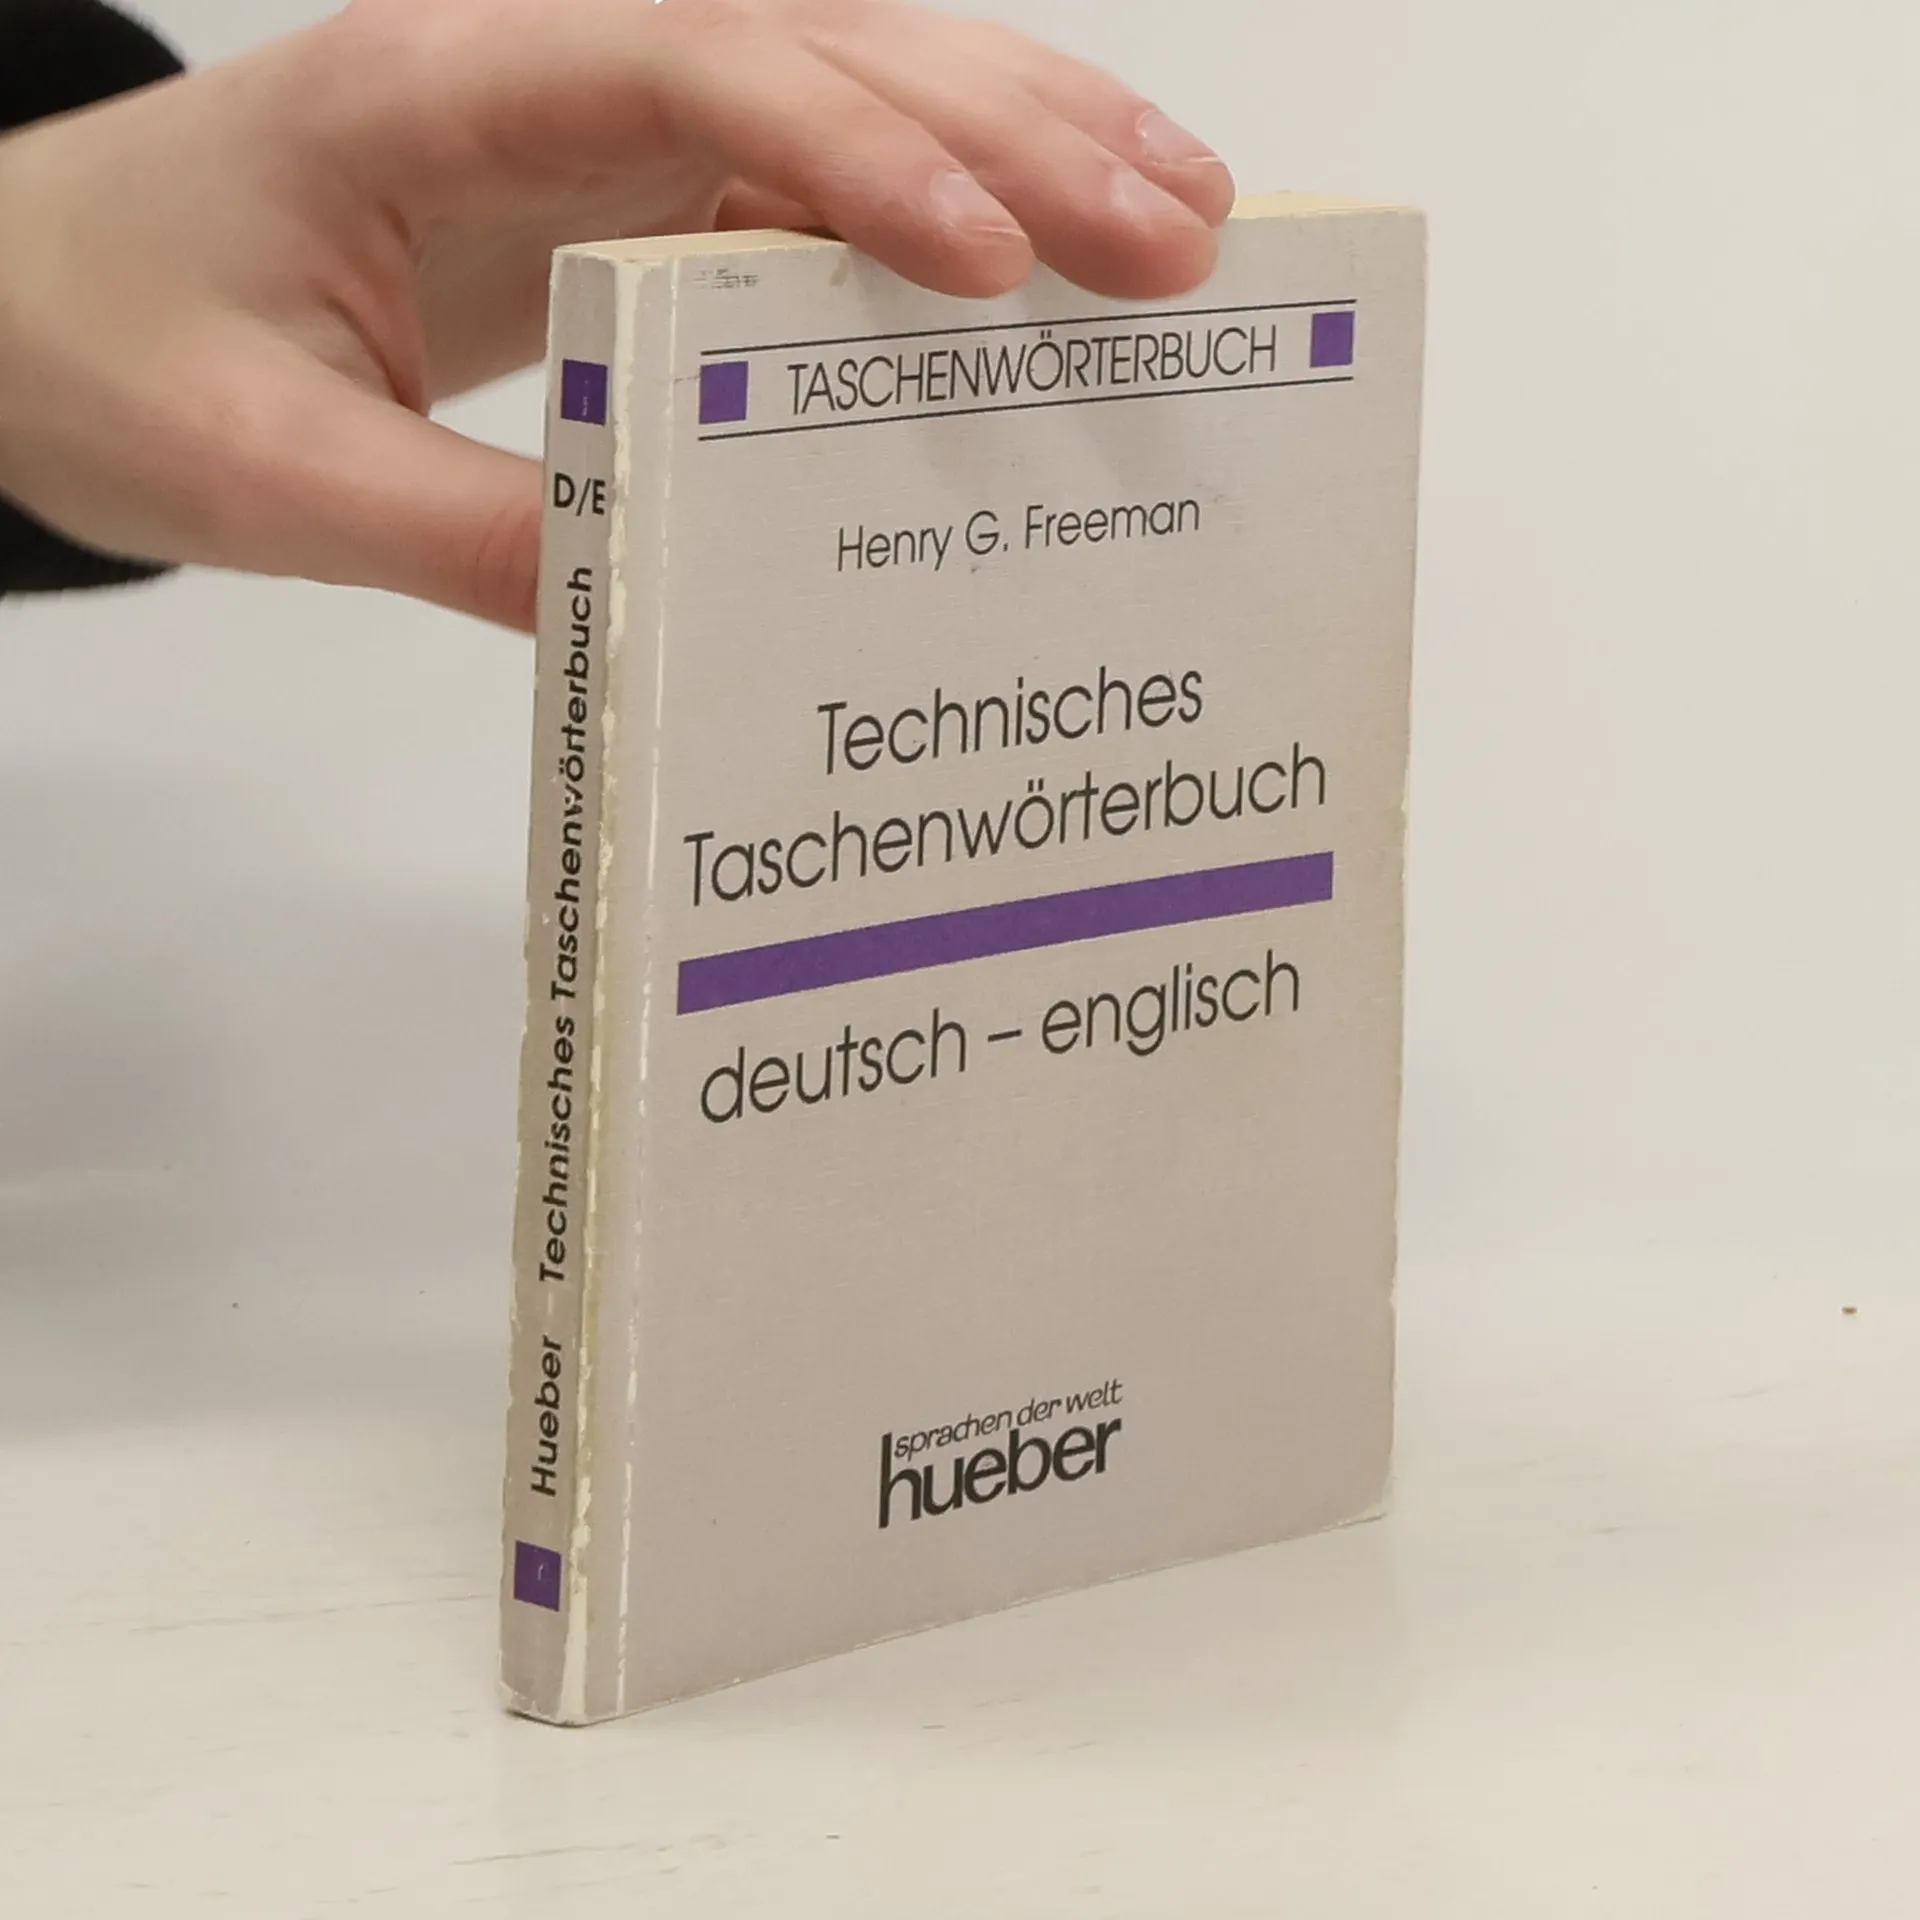 TASCHENWÖRTERBUCH
Henry G. Freeman
Technisches
Taschenwörterbuch
deutsch – englisch
sprachen der welt
hueber
D/E
Hueber – Technisches Taschenwörterbuch